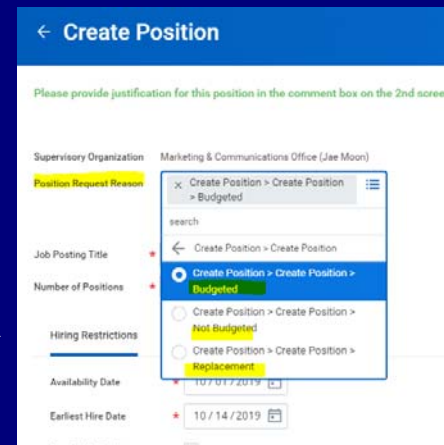 ← Create Position
Please provide justification for this position in the comment box on the 2nd scree
Supervisory Organization Marketing & Communications Office (Jae Moon)
Position Request Reason
× Create Position > Create Position
> Budgeted
search
← Create Position > Create Position
Create Position > Create Position >
Budgeted
Job Posting Title *
Create Position > Create Position >
Not Budgeted
Number of Positions *
Create Position > Create Position >
Replacement
Hiring Restrictions
Availability Date * 10/01/2019
Earliest Hire Date * 10/14/2019